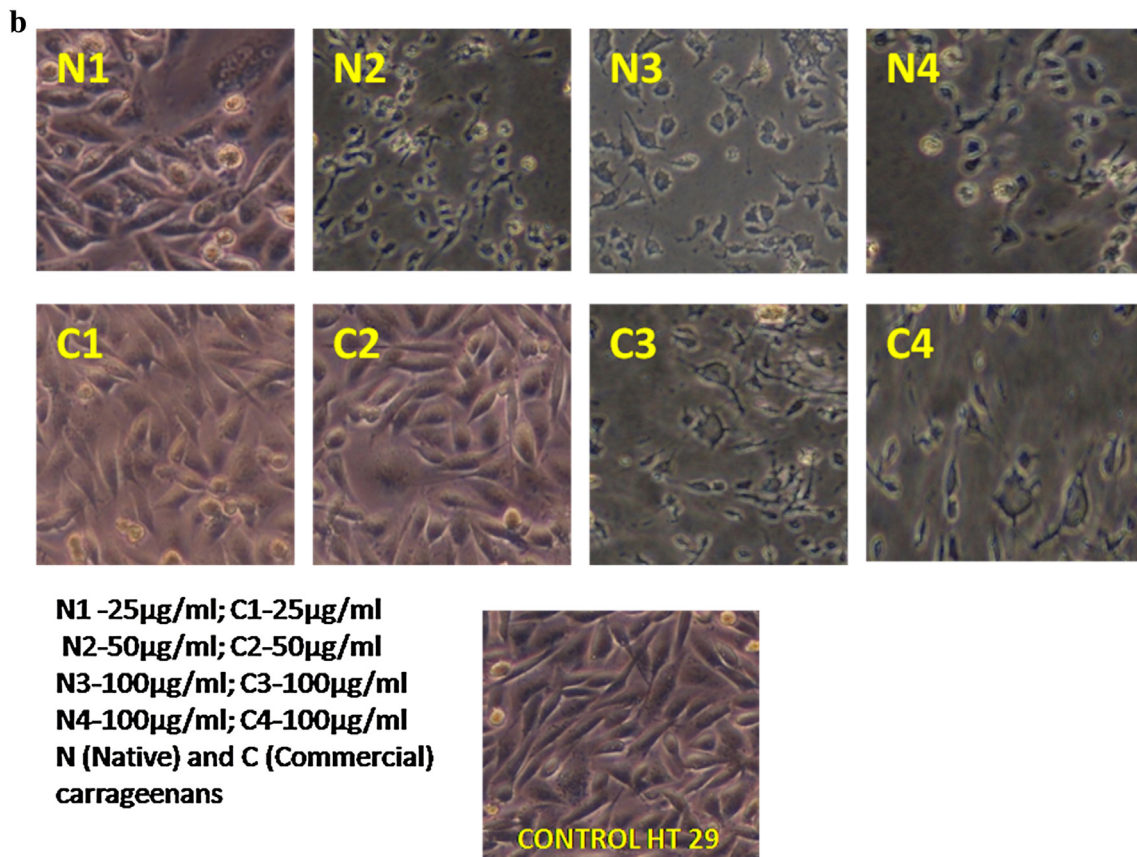 b
N1
N2
N3
N4
C1
C2
C3
C4
N1 -25µg/ml; C1-25µg/ml
N2-50µg/ml; C2-50µg/ml
N3-100µg/ml; C3-100µg/ml
N4-100µg/ml; C4-100µg/ml
N (Native) and C (Commercial)
carrageenans
CONTROL HT 29